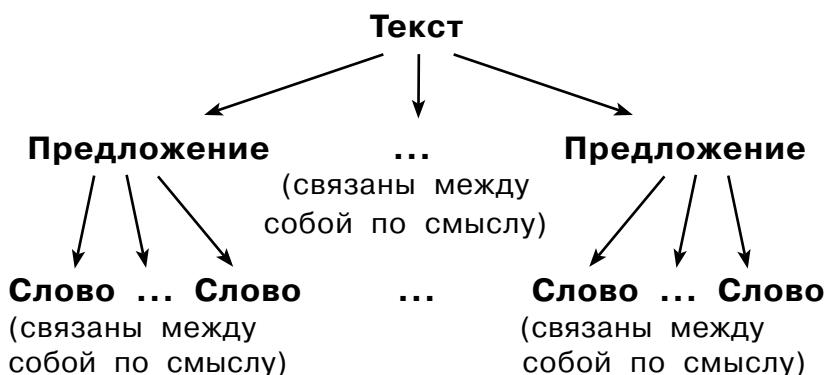 Текст
Предложение ... Предложение
(связаны между
собой по смыслу)
Слово ... Слово ... Слово ... Слово
(связаны между (связаны между
собой по смыслу) собой по смыслу)